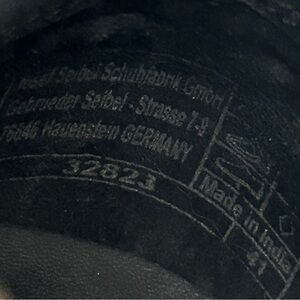 Josef Seibel Schuhfabrik GmbH
Gebrueder Seibel - Strasse 7-9
76846 Hauenstein GERMANY
32823
Made in India
41